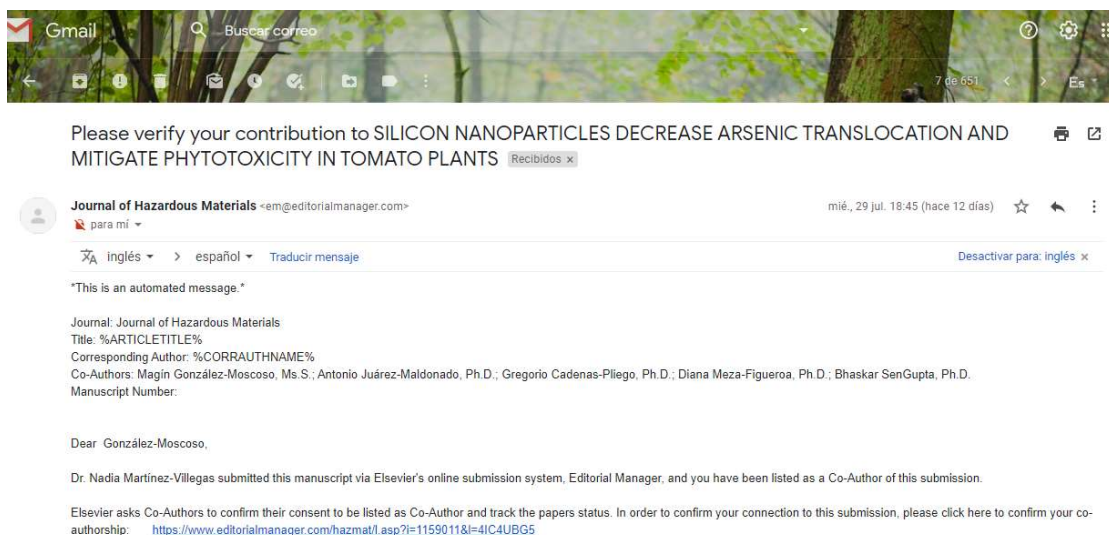 Gmail
Buscar correo
7 de 651
Es
Please verify your contribution to SILICON NANOPARTICLES DECREASE ARSENIC TRANSLOCATION AND
MITIGATE PHYTOTOXICITY IN TOMATO PLANTS Recibidos x
Journal of Hazardous Materials <em@editorialmanager.com> mié., 29 jul. 18:45 (hace 12 días)
para mí
inglés > español Traducir mensaje Desactivar para: inglés x
*This is an automated message.*
Journal: Journal of Hazardous Materials
Title: %ARTICLETITLE%
Corresponding Author: %CORRAUTHNAME%
Co-Authors: Magín González-Moscoso, Ms.S.; Antonio Juárez-Maldonado, Ph.D.; Gregorio Cadenas-Pliego, Ph.D.; Diana Meza-Figueroa, Ph.D.; Bhaskar SenGupta, Ph.D.
Manuscript Number:
Dear González-Moscoso,
Dr. Nadia Martínez-Villegas submitted this manuscript via Elsevier's online submission system, Editorial Manager, and you have been listed as a Co-Author of this submission.
Elsevier asks Co-Authors to confirm their consent to be listed as Co-Author and track the papers status. In order to confirm your connection to this submission, please click here to confirm your co-
authorship: https://www.editorialmanager.com/hazmat/l.asp?i=1159011&l=4IC4UBG5